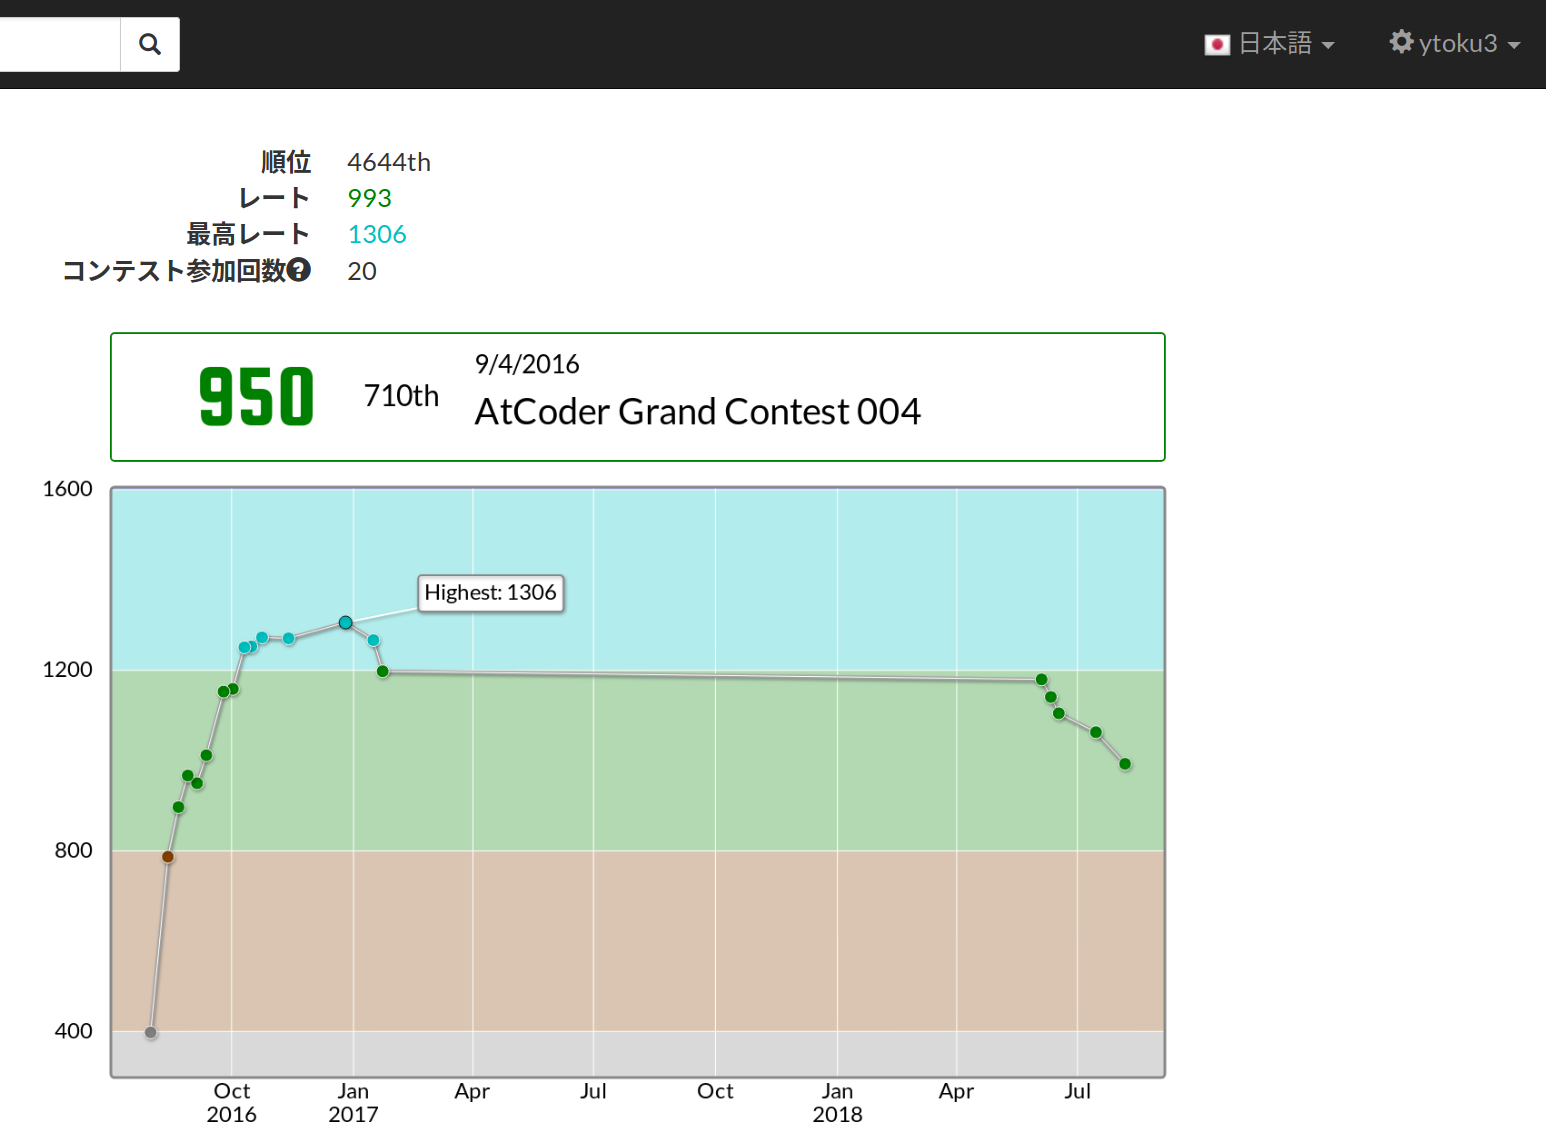 日本語 ytoku3
順位 4644th
レート 993
最高レート 1306
コンテスト参加回数 20
950 710th 9/4/2016
AtCoder Grand Contest 004
1600
Highest: 1306
1200
800
400
Oct Jan Apr Jul Oct Jan Apr Jul
2016 2017 2018